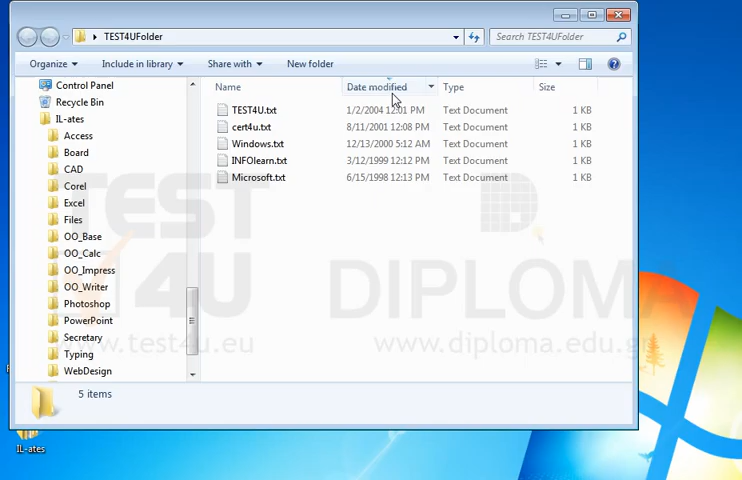 TEST4UFolder
Search TEST4UFolder
Organize
Include in library
Share with
New folder
Control Panel
Recycle Bin
IL-ates
Access
Board
CAD
Corel
Excel
Files
OO_Base
OO_Calc
OO_Impress
OO_Writer
Photoshop
PowerPoint
Secretary
Typing
WebDesign
Name Date modified Type Size
TEST4U.txt 1/2/2004 12:01 PM Text Document 1 KB
cert4u.txt 8/11/2001 12:08 PM Text Document 1 KB
Windows.txt 12/13/2000 5:12 AM Text Document 1 KB
INFOlearn.txt 3/12/1999 12:12 PM Text Document 1 KB
Microsoft.txt 6/15/1998 12:13 PM Text Document 1 KB
TEST
4U
www.test4u.eu
DIPLOMA
www.diploma.edu.gr
5 items
IL-ates